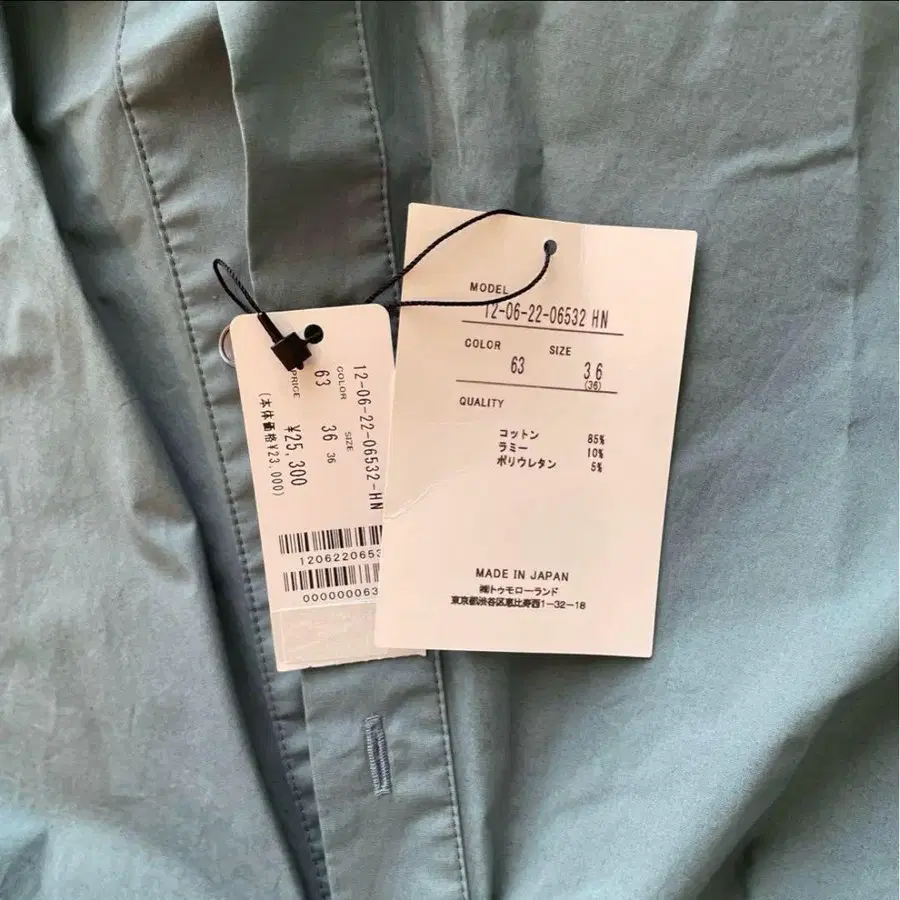 MODEL
12-06-22-06532 HN
COLOR
SIZE
63
36
(36)
QUALITY
コットン 85%
ラミー 10%
ポリウレタン 5%
MADE IN JAPAN
㈱トゥモローランド
東京都渋谷区恵比寿西1-32-18
12-06-22-06532-HN
COLOR
SIZE
63
36
36
PRICE
¥25,300
(本体価格¥23,000)
1206220653
0000000063